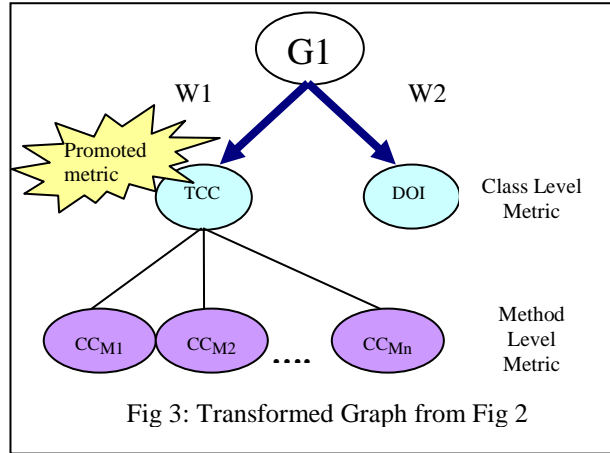 G1
W1
W2
Promoted
metric
TCC
DOI
Class Level
Metric
CCM1
CCM2
....
CCMn
Method
Level
Metric
Fig 3: Transformed Graph from Fig 2